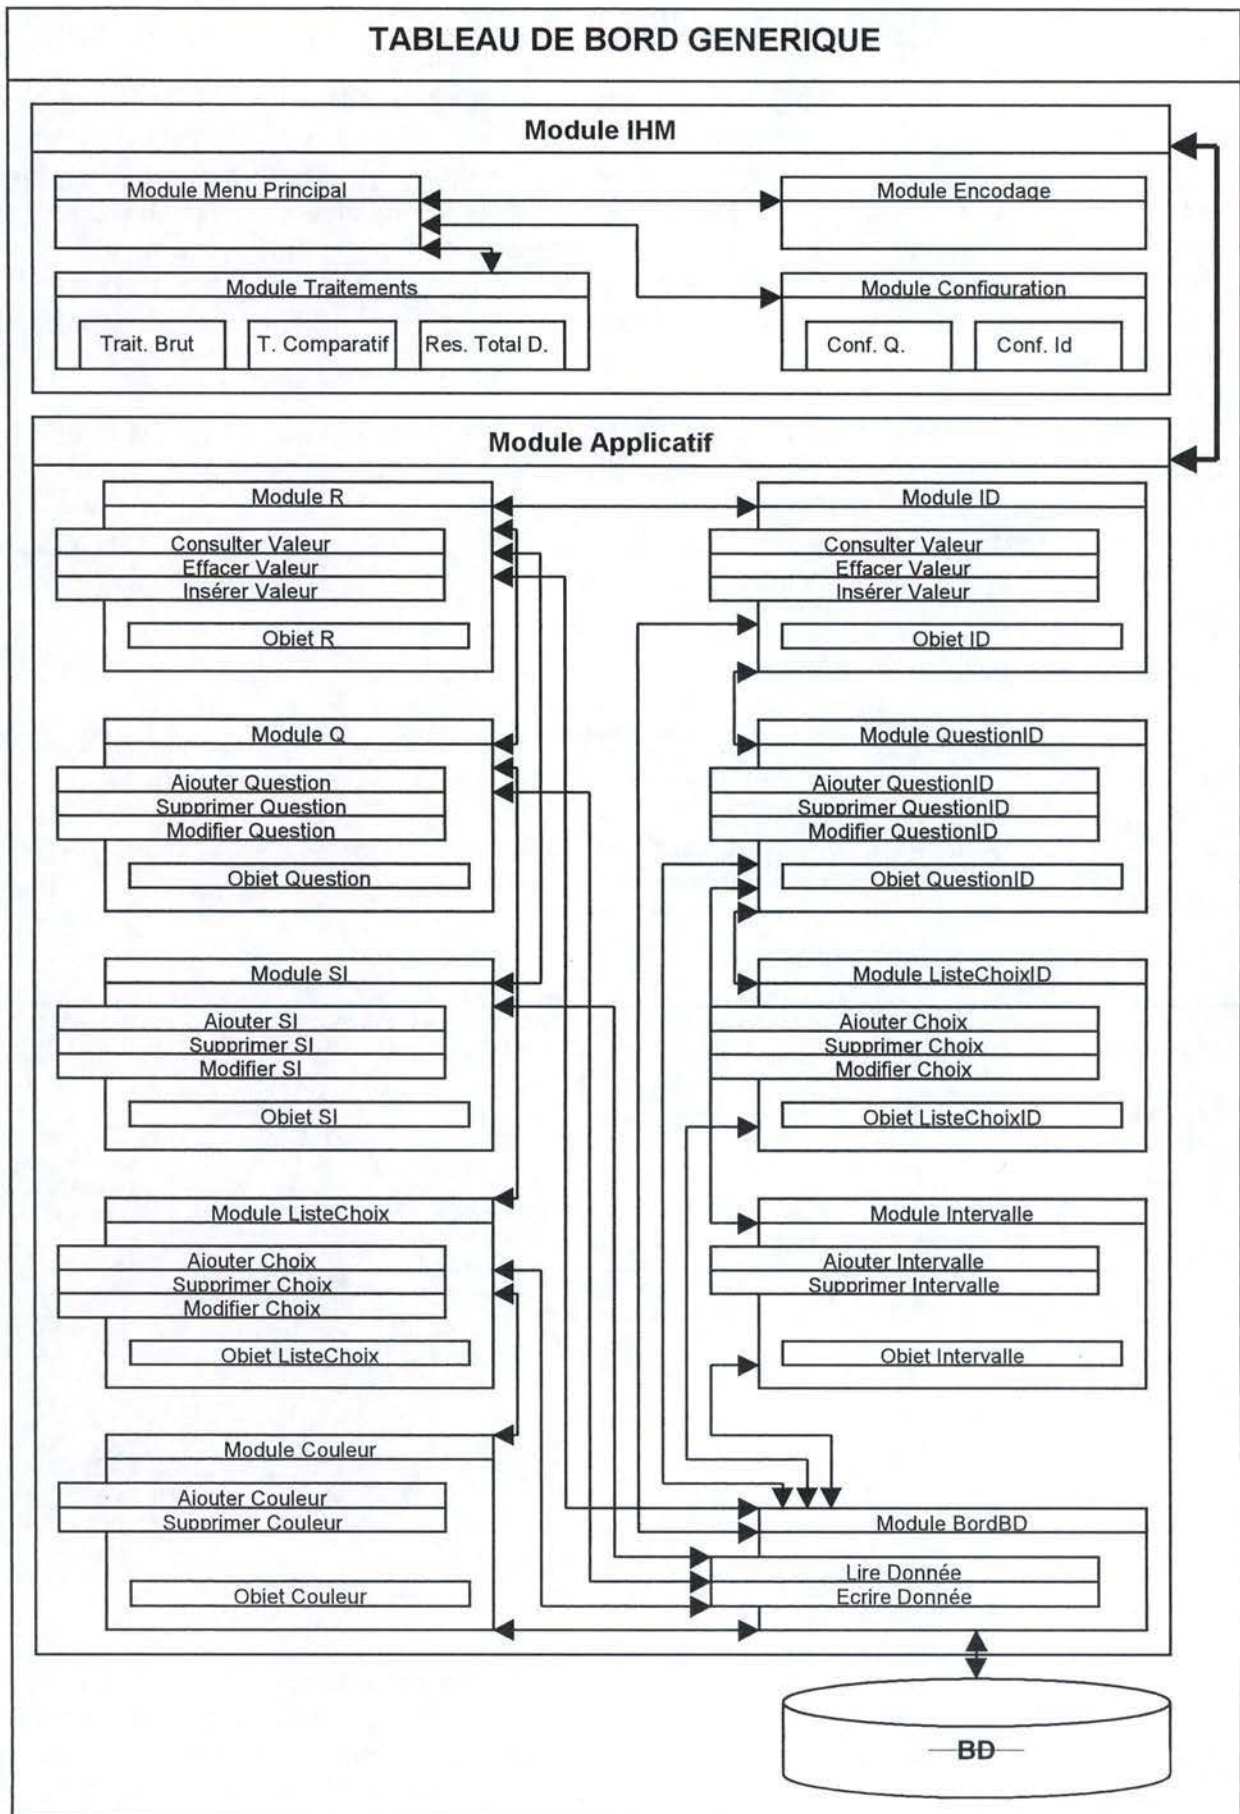 TABLEAU DE BORD GENERIQUE
Module IHM
Module Menu Principal
Module Encodage
Module Traitements
Trait. Brut
T. Comparatif
Res. Total D.
Module Configuration
Conf. Q.
Conf. Id
Module Applicatif
Module R
Consulter Valeur
Effacer Valeur
Insérer Valeur
Objet R
Module ID
Consulter Valeur
Effacer Valeur
Insérer Valeur
Objet ID
Module Q
Ajouter Question
Supprimer Question
Modifier Question
Objet Question
Module QuestionID
Ajouter QuestionID
Supprimer QuestionID
Modifier QuestionID
Objet QuestionID
Module SI
Ajouter SI
Supprimer SI
Modifier SI
Objet SI
Module ListeChoixID
Ajouter Choix
Supprimer Choix
Modifier Choix
Objet ListeChoixID
Module ListeChoix
Ajouter Choix
Supprimer Choix
Modifier Choix
Objet ListeChoix
Module Intervalle
Ajouter Intervalle
Supprimer Intervalle
Objet Intervalle
Module Couleur
Ajouter Couleur
Supprimer Couleur
Objet Couleur
Module BordBD
Lire Donnée
Ecrire Donnée
BD